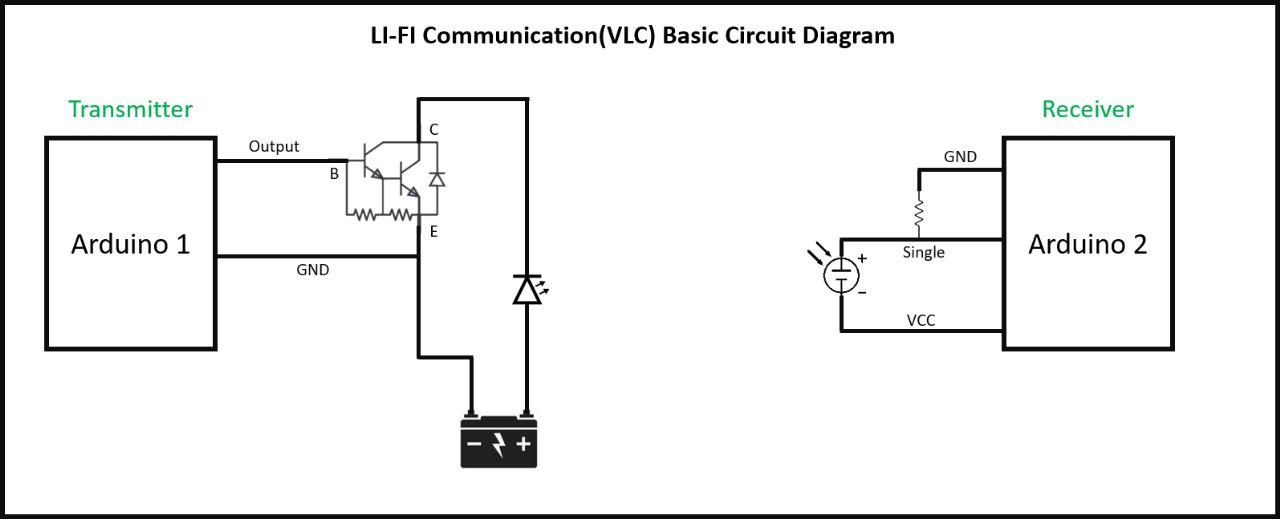 LI-FI Communication(VLC) Basic Circuit Diagram
Transmitter
Receiver
Output
C
B
E
GND
Arduino 1
- +
GND
Single
+
-
VCC
Arduino 2